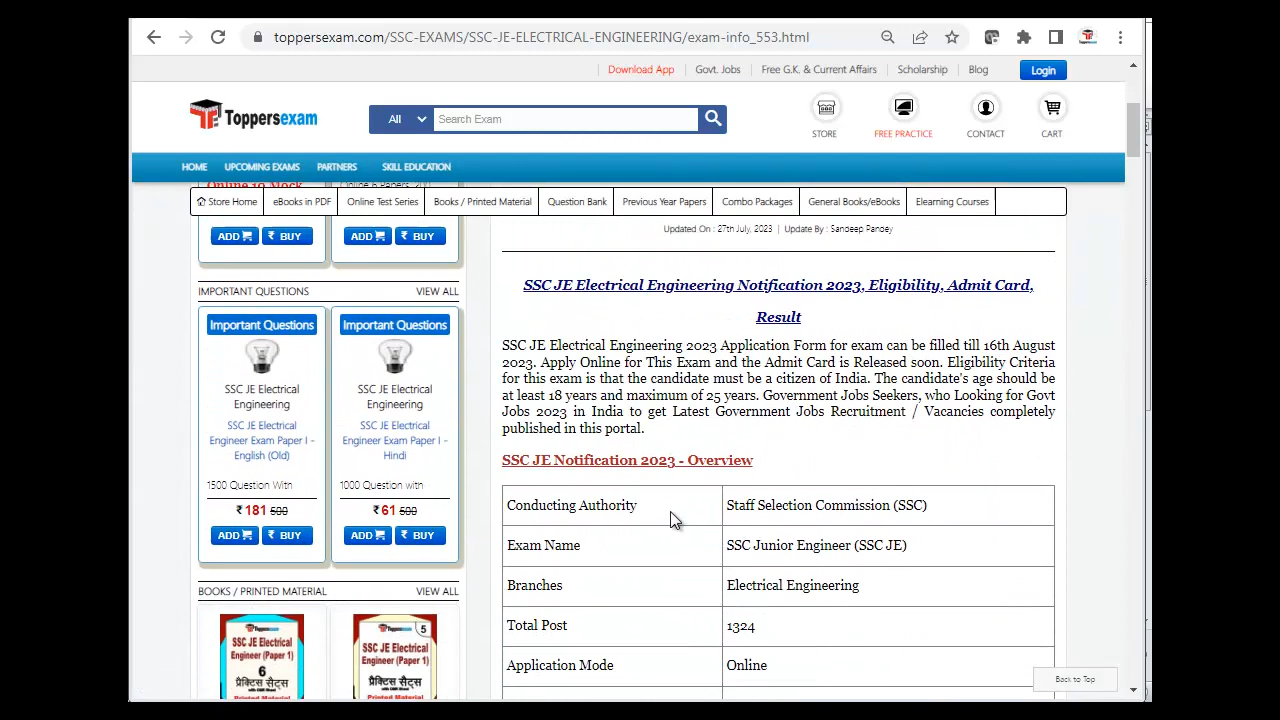 toppersexam.com/SSC-EXAMS/SSC-JE-ELECTRICAL-ENGINEERING/exam-info_553.html
Download App Govt. Jobs Free G.K. & Current Affairs Scholarship Blog Login
Toppersexam
All Search Exam
STORE FREE PRACTICE CONTACT CART
HOME UPCOMING EXAMS PARTNERS SKILL EDUCATION
Store Home eBooks in PDF Online Test Series Books / Printed Material Question Bank Previous Year Papers Combo Packages General Books/eBooks Elearning Courses
ADD ₹ BUY ADD ₹ BUY
Updated On : 27th July, 2023 | Update By : Sandeep Pandey
IMPORTANT QUESTIONS VIEW ALL
Important Questions
SSC JE Electrical
Engineering
SSC JE Electrical
Engineer Exam Paper I -
English (Old)
1500 Question With
₹ 181 500
ADD ₹ BUY
Important Questions
SSC JE Electrical
Engineering
SSC JE Electrical
Engineer Exam Paper I -
Hindi
1000 Question with
₹ 61 500
ADD ₹ BUY
BOOKS / PRINTED MATERIAL VIEW ALL
Toppersexam
SSC JE Electrical
Engineer (Paper 1)
6
प्रैक्टिस सैट्स
Printed Material
Toppersexam 5
SSC JE Electrical
Engineer (Paper 1)
प्रैक्टिस सैट्स
Printed Material
SSC JE Electrical Engineering Notification 2023, Eligibility, Admit Card,
Result
SSC JE Electrical Engineering 2023 Application Form for exam can be filled till 16th August
2023. Apply Online for This Exam and the Admit Card is Released soon. Eligibility Criteria
for this exam is that the candidate must be a citizen of India. The candidate's age should be
at least 18 years and maximum of 25 years. Government Jobs Seekers, who Looking for Govt
Jobs 2023 in India to get Latest Government Jobs Recruitment / Vacancies completely
published in this portal.
SSC JE Notification 2023 - Overview
Conducting Authority Staff Selection Commission (SSC)
Exam Name SSC Junior Engineer (SSC JE)
Branches Electrical Engineering
Total Post 1324
Application Mode Online
Back to Top